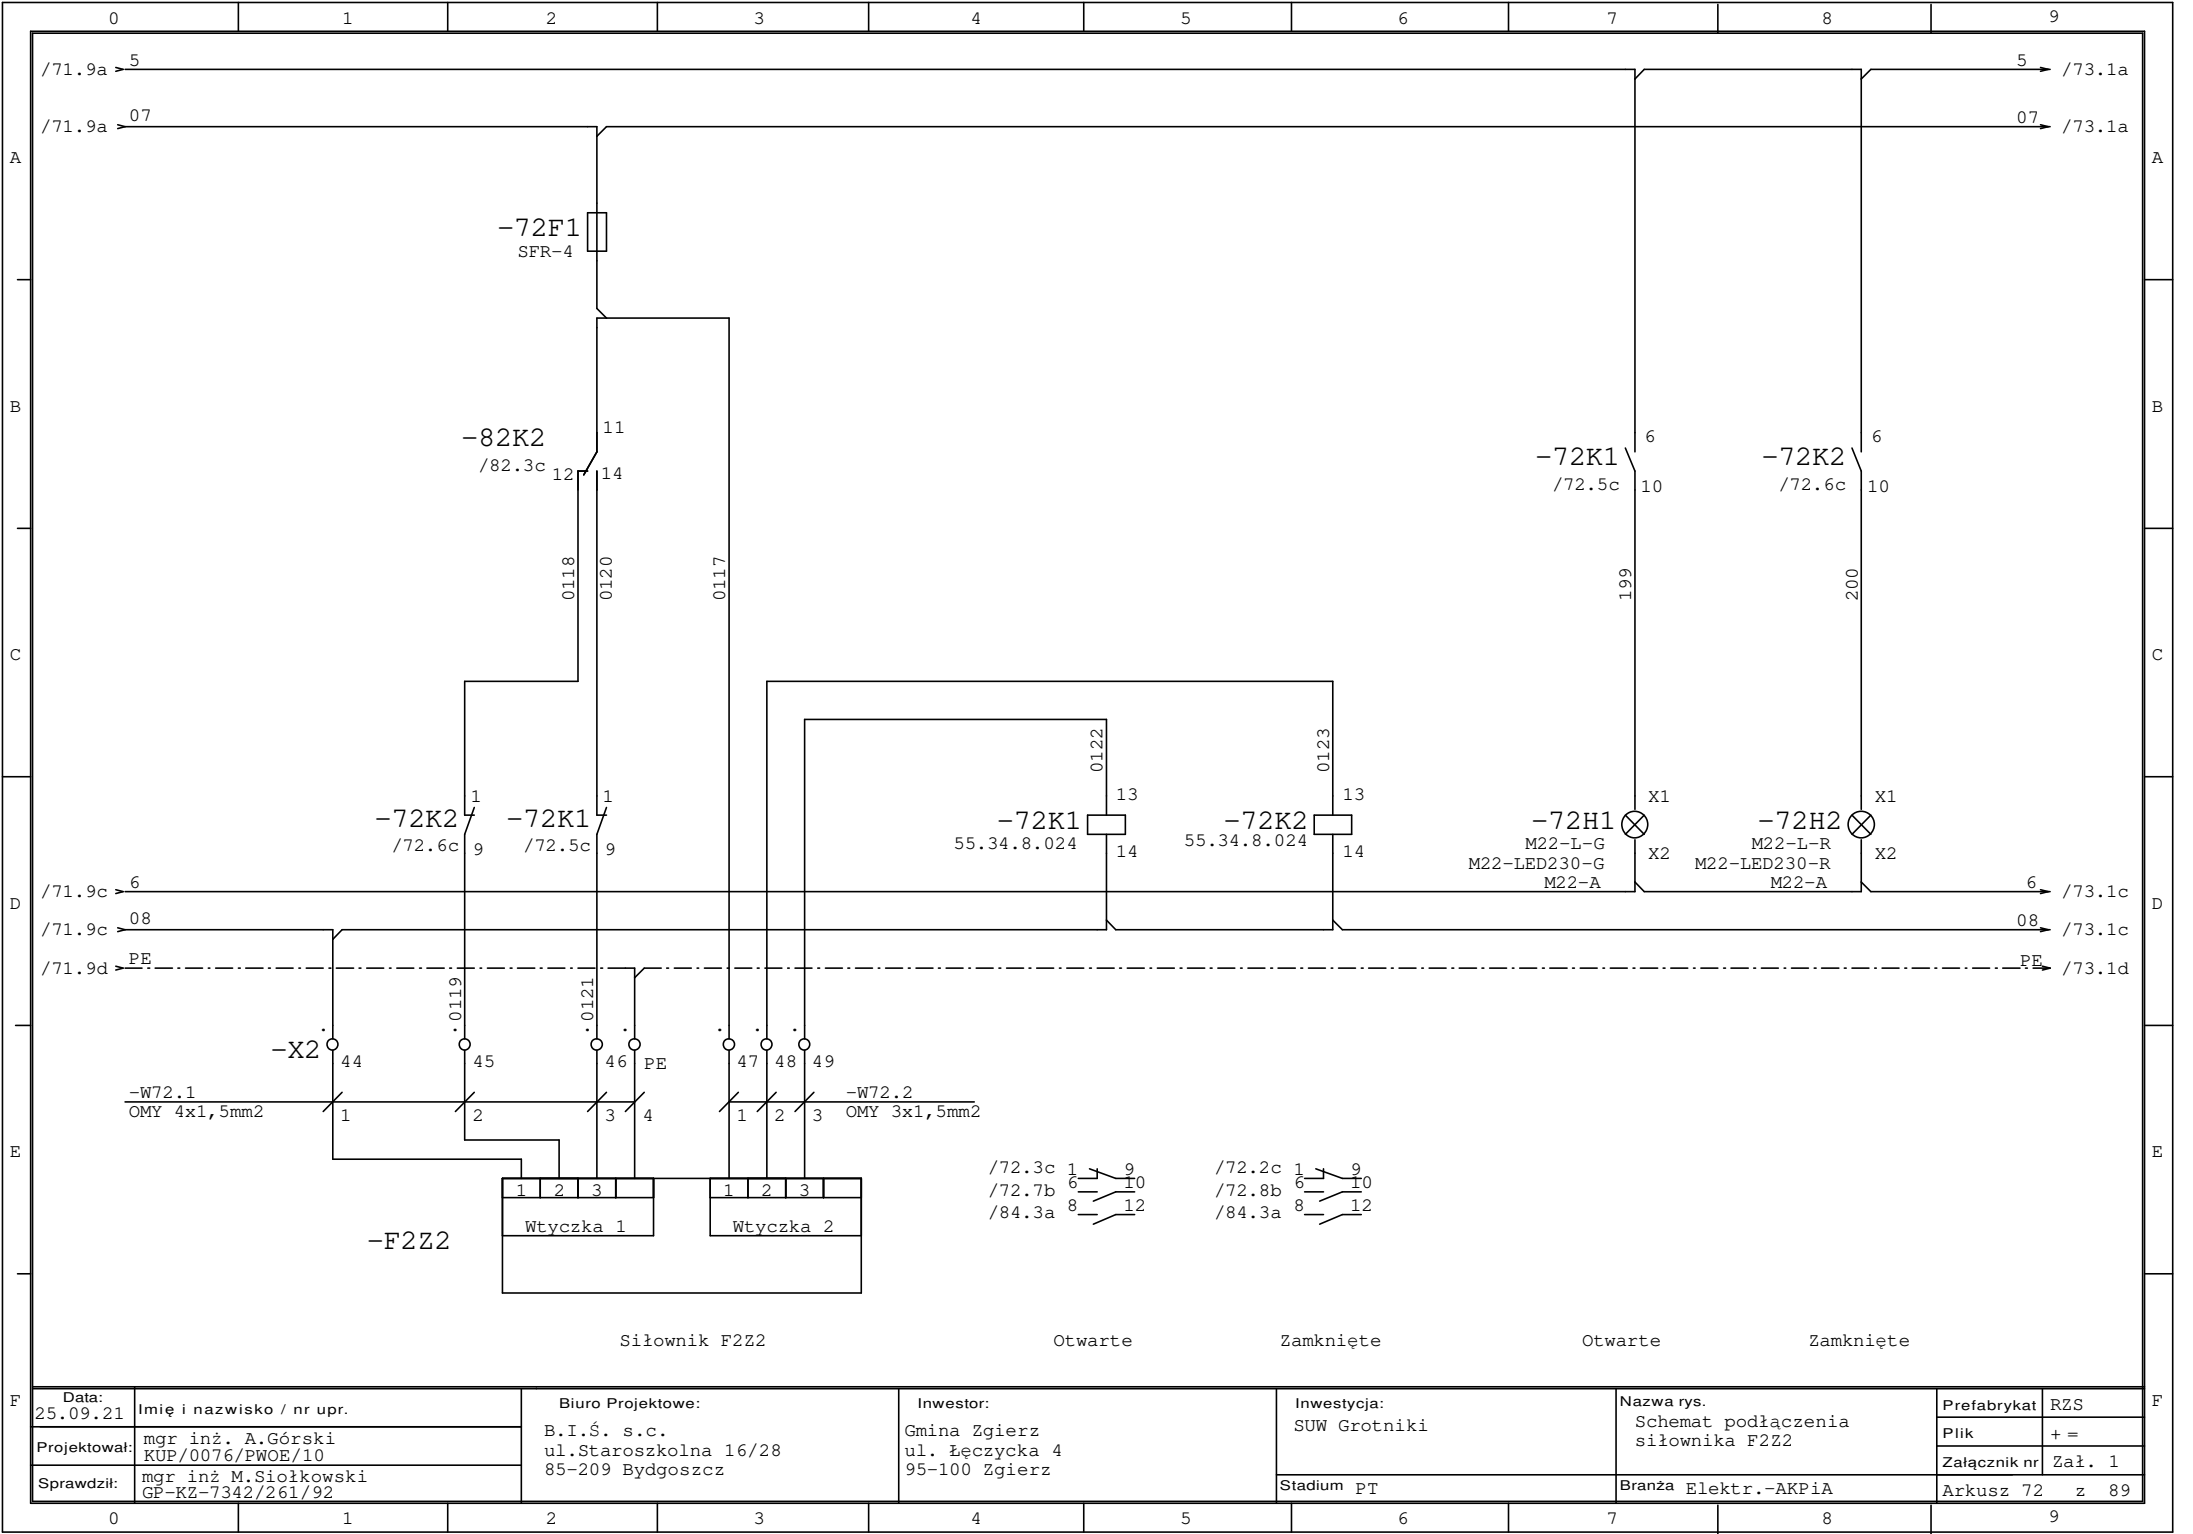 0 1 2 3 4 5 6 7 8 9
/71.9a 5 5 /73.1a
/71.9a 07 07 /73.1a
A A
-72F1
SFR-4
B B
-82K2 11
/82.3c 12 14
-72K1 6
/72.5c 10
-72K2 6
/72.6c 10
0118 0120 0117 199 200
C C
0122 0123
-72K2 1
/72.6c 9
-72K1 1
/72.5c 9
-72K1 13
55.34.8.024 14
-72K2 13
55.34.8.024 14
-72H1 X1
M22-L-G X2
M22-LED230-G
M22-A
-72H2 X1
M22-L-R X2
M22-LED230-R
M22-A
/71.9c 6 6 /73.1c
D D
/71.9c 08 08 /73.1c
/71.9d PE PE /73.1d
0119 0121
-X2 44 45 46 PE 47 48 49
-W72.1 -W72.2
OMY 4x1,5mm2 1 2 3 4 1 2 3 OMY 3x1,5mm2
E E
/72.3c 1 9 /72.2c 1 9
/72.7b 6 10 /72.8b 6 10
/84.3a 8 12 /84.3a 8 12
1 2 3 1 2 3
Wtyczka 1 Wtyczka 2
-F2Z2
Siłownik F2Z2 Otwarte Zamknięte Otwarte Zamknięte
F F
Data:
25.09.21
Imię i nazwisko / nr upr.
Projektował:
mgr inż. A.Górski
KUP/0076/PWOE/10
Sprawdził:
mgr inż M.Siołkowski
GP-KZ-7342/261/92
Biuro Projektowe:
B.I.Ś. s.c.
ul.Staroszkolna 16/28
85-209 Bydgoszcz
Inwestor:
Gmina Zgierz
ul. Łęczycka 4
95-100 Zgierz
Inwestycja:
SUW Grotniki
Stadium PT
Nazwa rys.
Schemat podłączenia
siłownika F2Z2
Branża Elektr.-AKPiA
Prefabrykat RZS
Plik + =
Załącznik nr Zał. 1
Arkusz 72 z 89
0 1 2 3 4 5 6 7 8 9